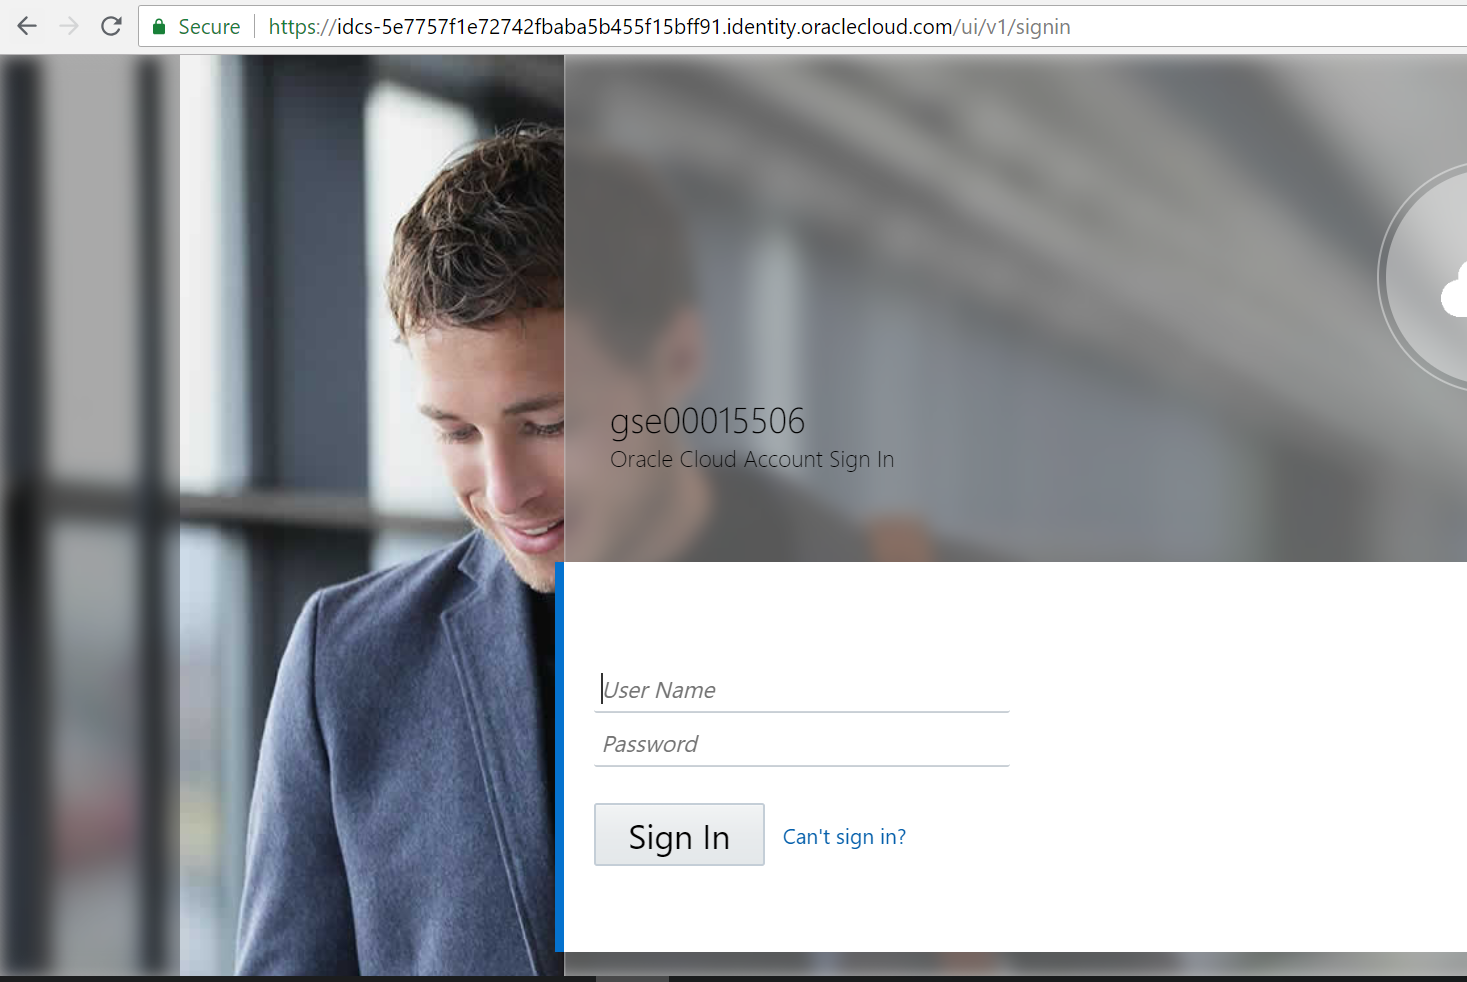 Secure https://idcs-5e7757f1e72742fbaba5b455f15bff91.identity.oraclecloud.com/ui/v1/signin
gse00015506
Oracle Cloud Account Sign In
User Name
Password
Sign In Can't sign in?